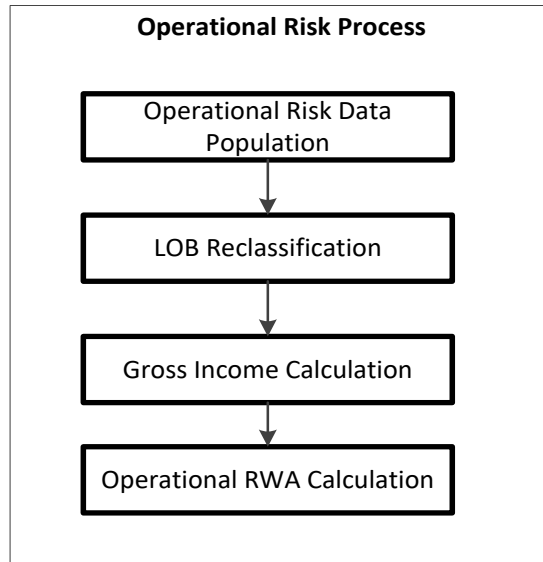 Operational Risk Process
Operational Risk Data
Population
LOB Reclassification
Gross Income Calculation
Operational RWA Calculation